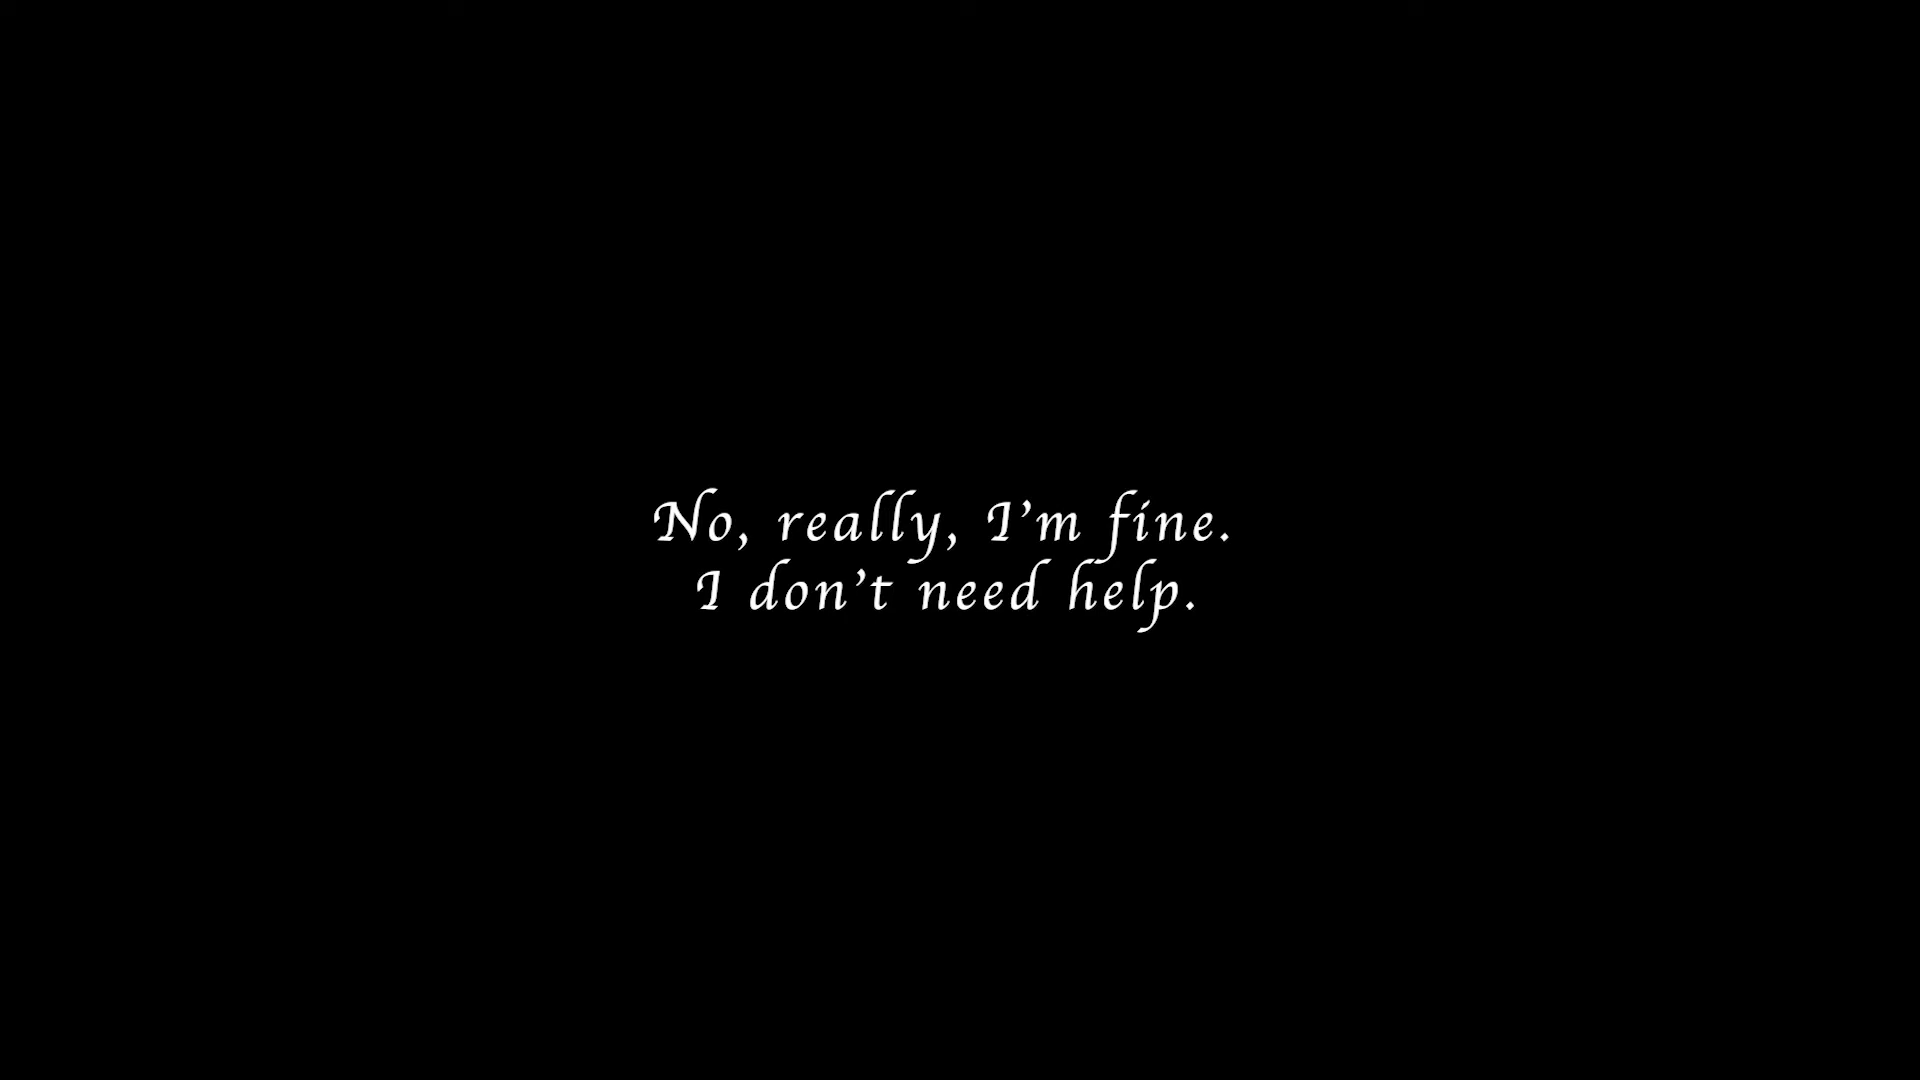 No, really, I’m fine.
I don’t need help.